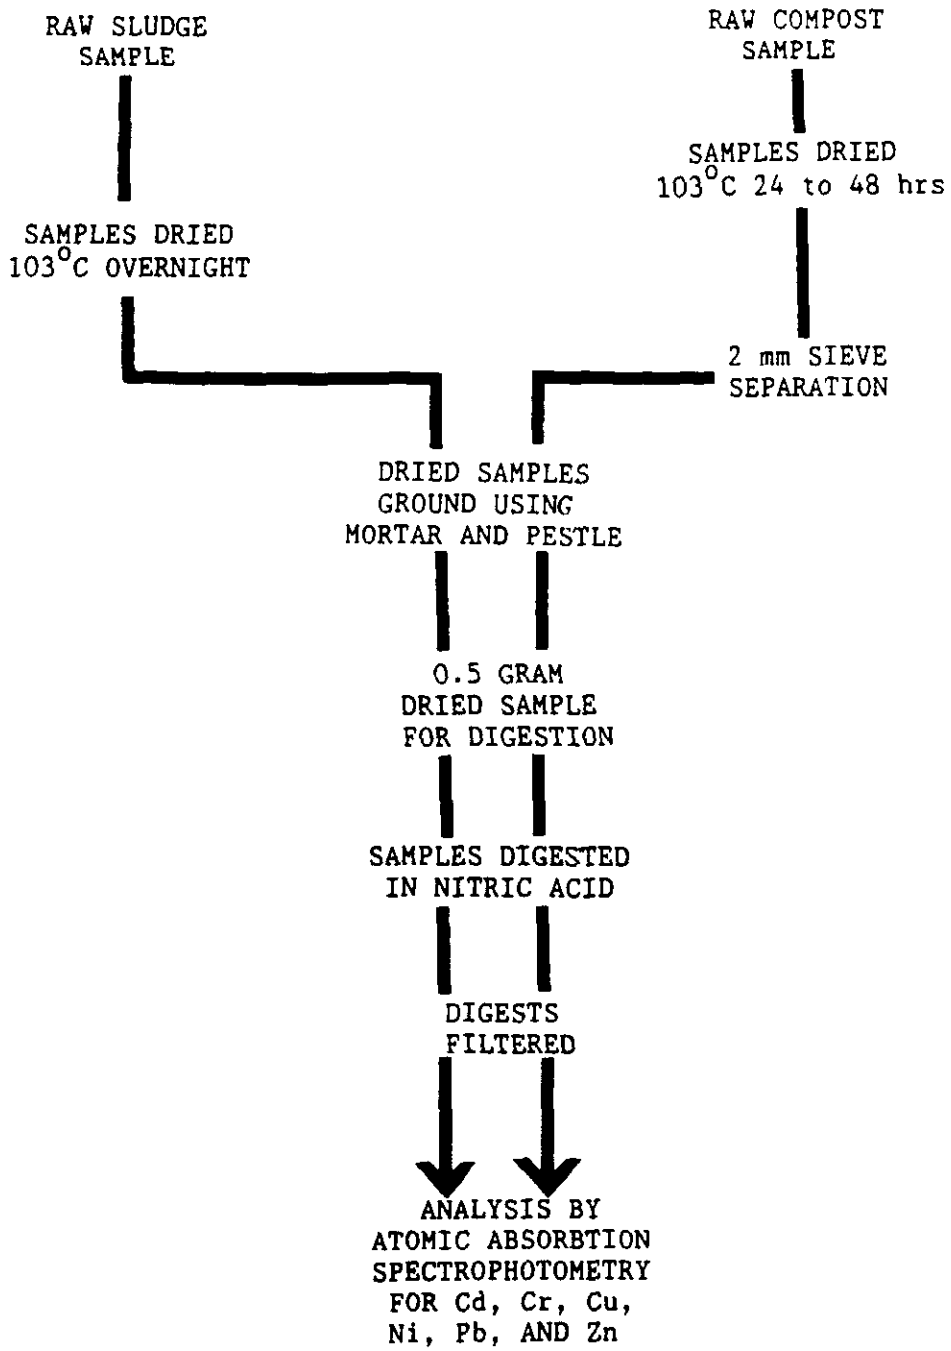 RAW SLUDGE
SAMPLE
RAW COMPOST
SAMPLE
SAMPLES DRIED
103°C 24 to 48 hrs
SAMPLES DRIED
103°C OVERNIGHT
2 mm SIEVE
SEPARATION
DRIED SAMPLES
GROUND USING
MORTAR AND PESTLE
0.5 GRAM
DRIED SAMPLE
FOR DIGESTION
SAMPLES DIGESTED
IN NITRIC ACID
DIGESTS
FILTERED
ANALYSIS BY
ATOMIC ABSORBTION
SPECTROPHOTOMETRY
FOR Cd, Cr, Cu,
Ni, Pb, AND Zn